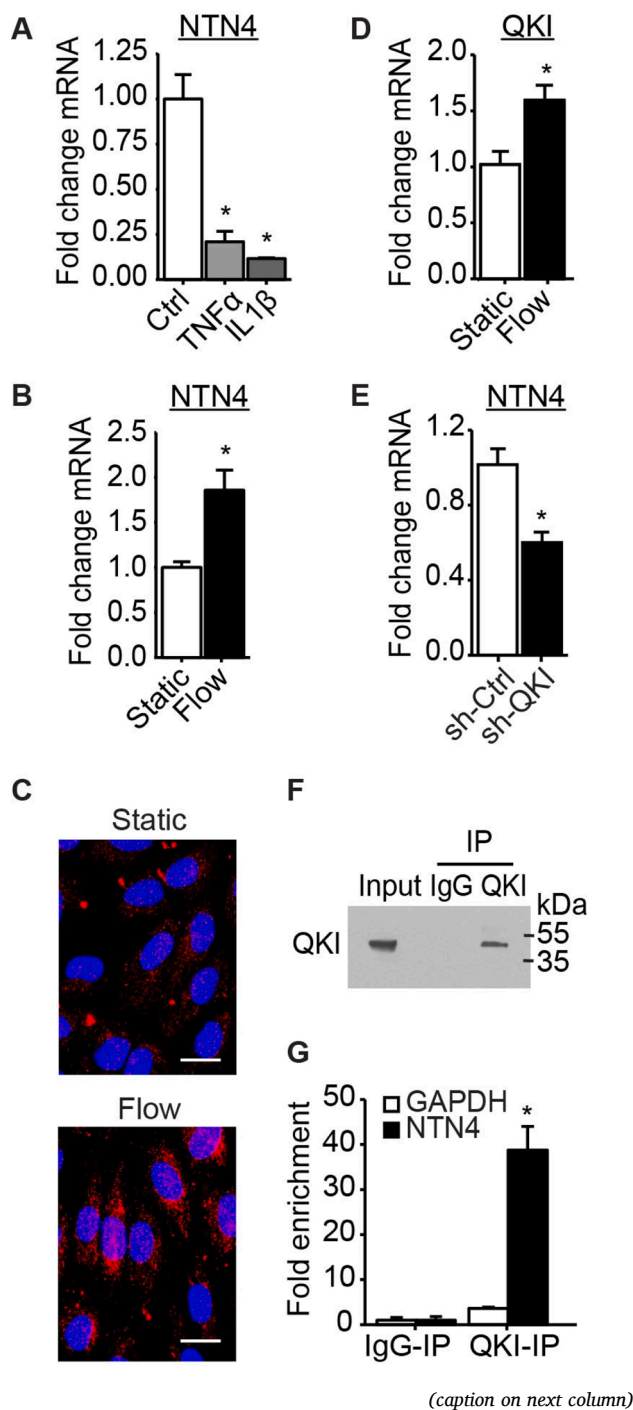 A
NTN4
Fold change mRNA
1.25
1.00
0.75
0.50
0.25
0.00
*
*
Ctrl
TNFα
IL1β
B
NTN4
Fold change mRNA
2.5
2.0
1.5
1.0
0.5
0.0
*
Static
Flow
C
Static
Flow
D
QKI
Fold change mRNA
2.0
1.5
1.0
0.5
0.0
*
Static
Flow
E
NTN4
Fold change mRNA
1.2
0.8
0.4
0.0
*
sh-Ctrl
sh-QKI
F
IP
Input IgG QKI
kDa
QKI
55
35
G
GAPDH
NTN4
Fold enrichment
50
40
30
20
10
0
*
IgG-IP QKI-IP
(caption on next column)